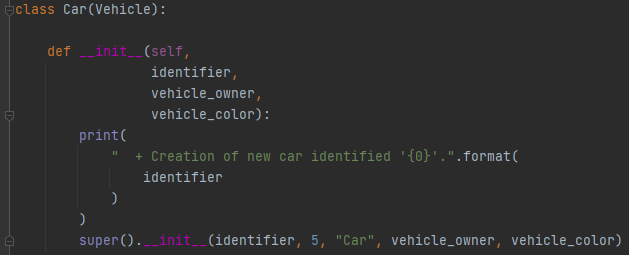 class Car(Vehicle):
    def __init__(self,
                 identifier,
                 vehicle_owner,
                 vehicle_color):
        print(
            "  + Creation of new car identified '{0}'.".format(
                identifier
            )
        )
        super().__init__(identifier, 5, "Car", vehicle_owner, vehicle_color)